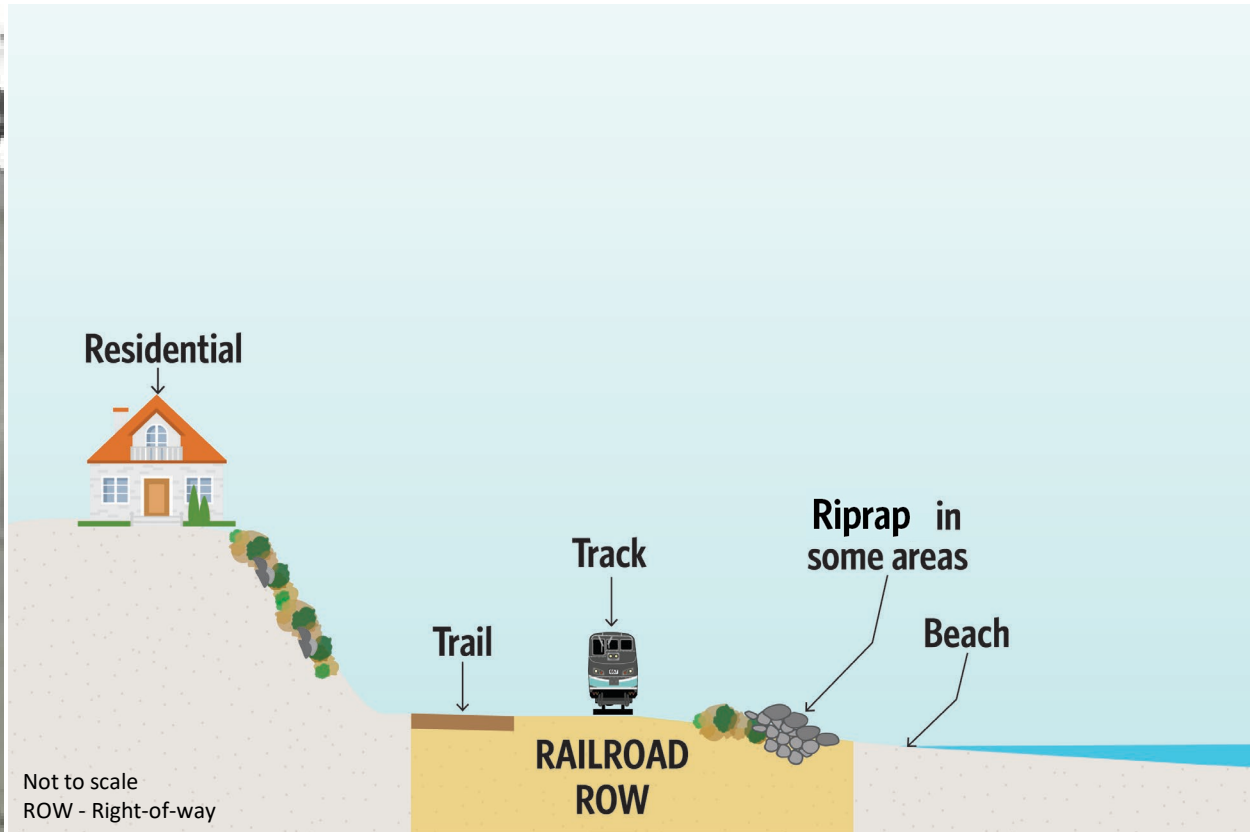 Residential
Riprap in
some areas
Track
Trail
Beach
RAILROAD
ROW
Not to scale
ROW - Right-of-way